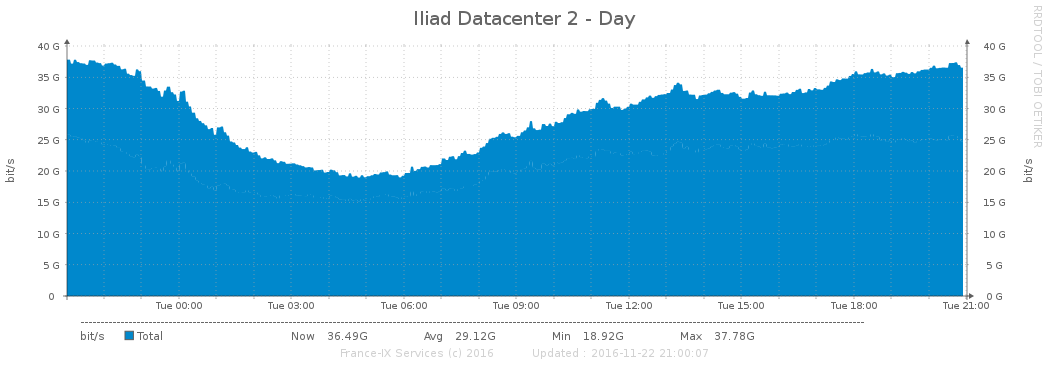 Iliad Datacenter 2 - Day
RRDTOOL / TOBI OETIKER
40 G 40 G
35 G 35 G
30 G 30 G
25 G 25 G
20 G 20 G
15 G 15 G
10 G 10 G
5 G 5 G
0 0 G
bit/s bit/s
Tue 00:00 Tue 03:00 Tue 06:00 Tue 09:00 Tue 12:00 Tue 15:00 Tue 18:00 Tue 21:00
bit/s Total Now 36.49G Avg 29.12G Min 18.92G Max 37.78G
France-IX Services (c) 2016 Updated : 2016-11-22 21:00:07